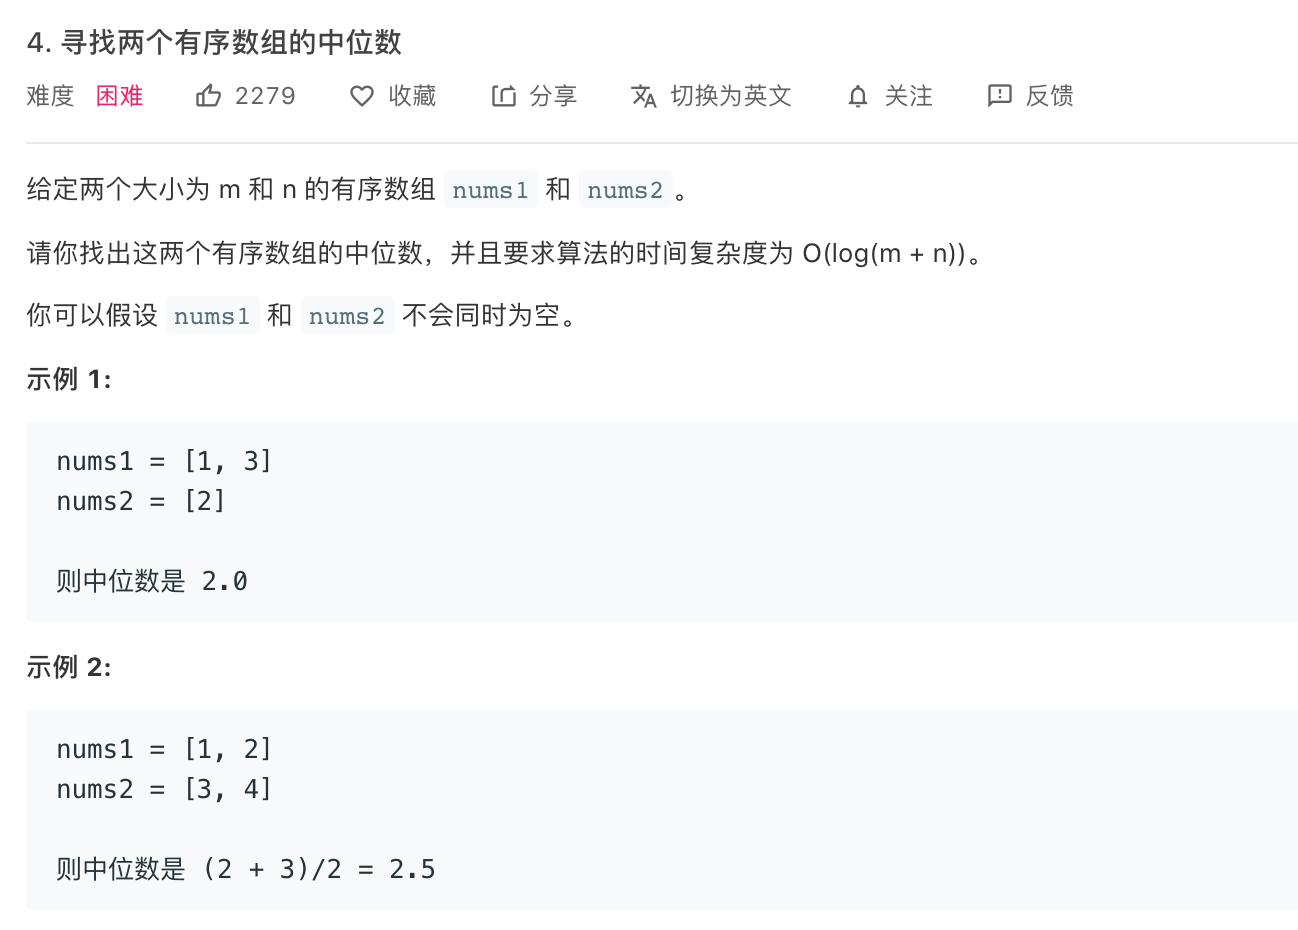 4. 寻找两个有序数组的中位数
难度 困难 2279 收藏 分享 切换为英文 关注 反馈
给定两个大小为 m 和 n 的有序数组 nums1 和 nums2 。
请你找出这两个有序数组的中位数，并且要求算法的时间复杂度为 O(log(m + n))。
你可以假设 nums1 和 nums2 不会同时为空。
示例 1:
nums1 = [1, 3]
nums2 = [2]
则中位数是 2.0
示例 2:
nums1 = [1, 2]
nums2 = [3, 4]
则中位数是 (2 + 3)/2 = 2.5